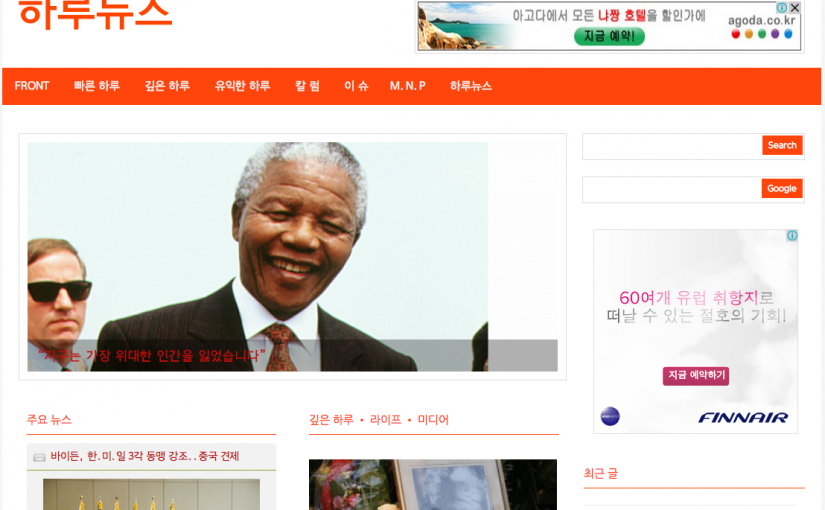 하루뉴스
아고다에서 모든 나짱 호텔을 할인가에
지금 예약!
agoda.co.kr
FRONT 빠른 하루 깊은 하루 유익한 하루 칼 럼 이 슈 M. N. P 하루뉴스
Search
Google
"지구는 가장 위대한 인간을 잃었습니다"
60여개 유럽 취항지로
떠날 수 있는 절호의 기회!
지금 예약하기
FINNAIR
주요 뉴스
바이든, 한. 미. 일 3각 동맹 강조. . 중국 견제
깊은 하루 • 라이프 • 미디어
최근 글